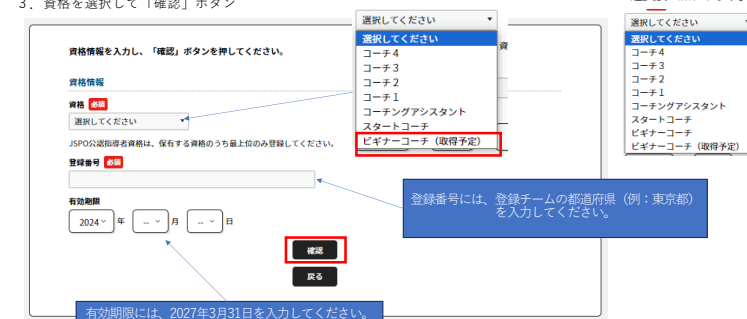 3．資格を選択して「確認」ボタン
資格情報を入力し、「確認」ボタンを押してください。
資格情報
資格 必須
選択してください
JSPO公認指導者資格は、保有する資格のうち最上位のみ登録してください。
登録番号 必須
有効期限
2024 年 -- 月 -- 日
確認
戻る
有効期限には、2027年3月31日を入力してください。
選択してください
選択してください
コーチ4
コーチ3
コーチ2
コーチ1
コーチングアシスタント
スタートコーチ
ビギナーコーチ（取得予定）
資
登録番号には、登録チームの都道府県（例：東京都）
を入力してください。
選択してください
選択してください
コーチ4
コーチ3
コーチ2
コーチ1
コーチングアシスタント
スタートコーチ
ビギナーコーチ
ビギナーコーチ（取得予定）